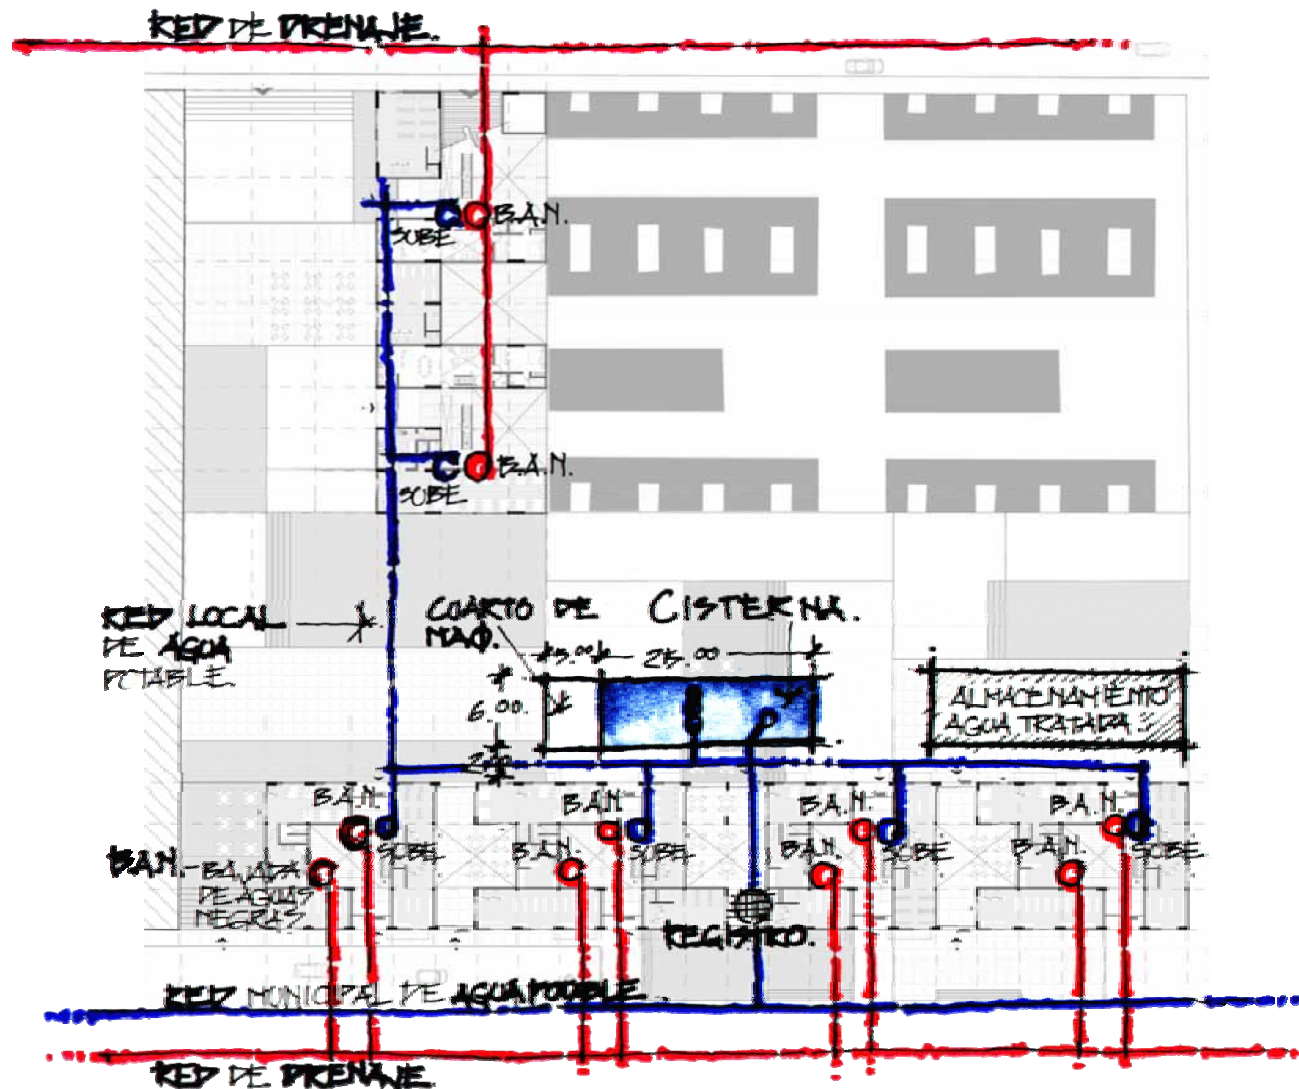 RED DE DRENAJE.
B.A.N.
SUBE
B.A.N.
SUBE
RED LOCAL
DE AGUA
POTABLE.
CUARTO DE
MAQ.
CISTERNA.
5.00
25.00
6.00
ALMACENAMIENTO
AGUA TRATADA
B.A.N.
B.A.N.
B.A.N.
B.A.N.
SUBE
B.A.N.
SUBE
B.A.N.
SUBE
B.A.N.
SUBE
B.A.N.- BAJADA
DE AGUAS
NEGRAS
REGISTRO.
RED MUNICIPAL DE AGUA POTABLE.
RED DE DRENAJE